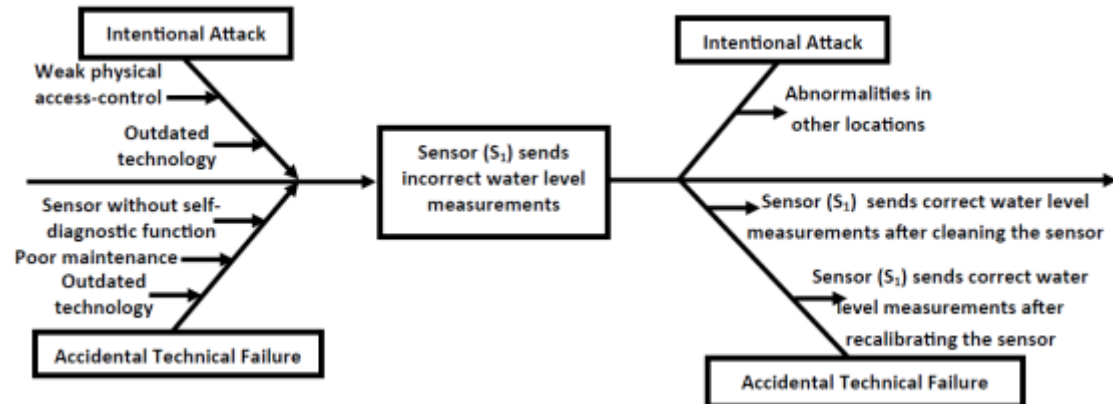 Intentional Attack
Weak physical
access-control
Outdated
technology
Sensor without self-
diagnostic function
Poor maintenance
Outdated
technology
Accidental Technical Failure
Sensor (S₁) sends
incorrect water level
measurements
Intentional Attack
Abnormalities in
other locations
Sensor (S₁) sends correct water level
measurements after cleaning the sensor
Sensor (S₁) sends correct water
level measurements after
recalibrating the sensor
Accidental Technical Failure